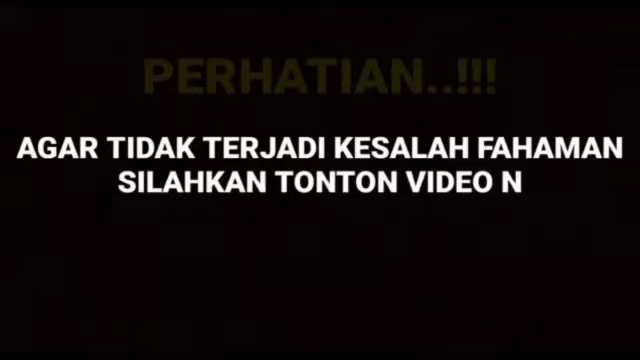 PERHATIAN..!!!
AGAR TIDAK TERJADI KESALAH FAHAMAN
SILAHKAN TONTON VIDEO N